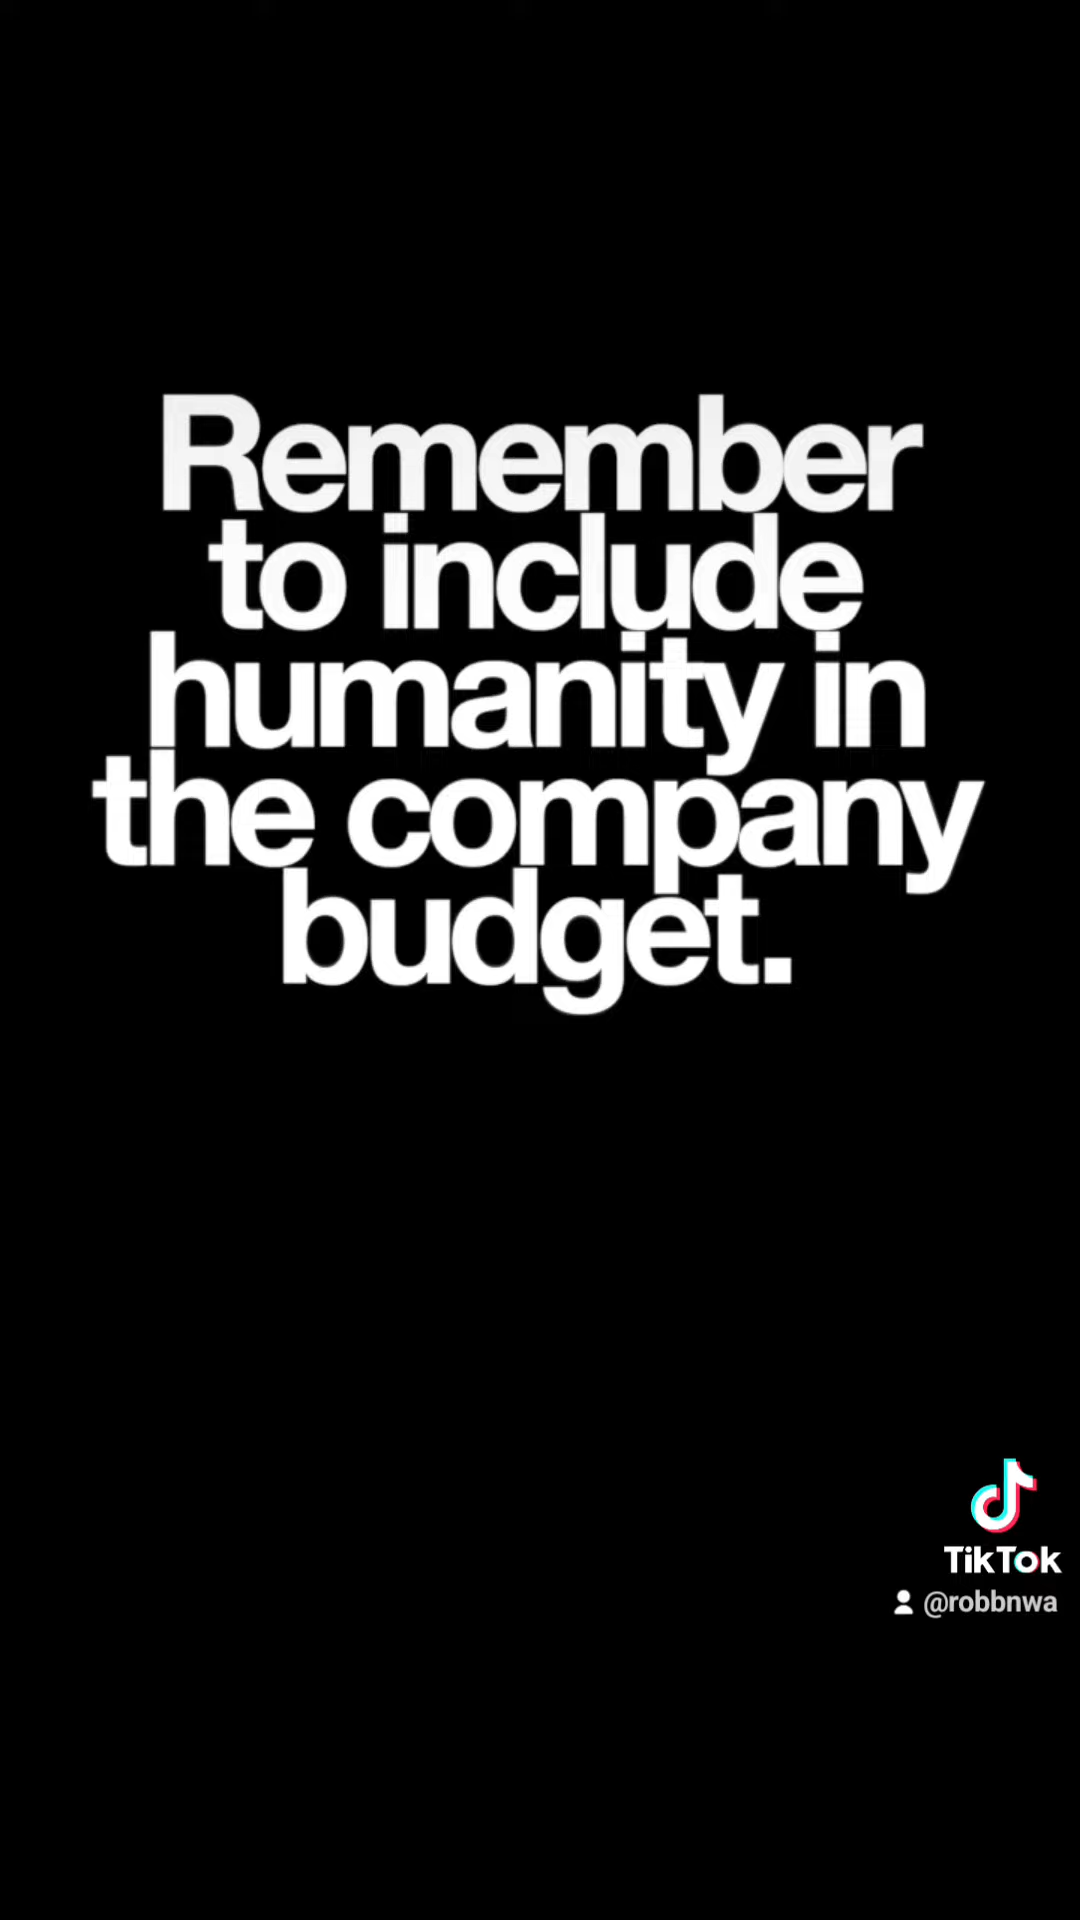 Remember
to include
humanity in
the company
budget.
TikTok
@robbnwa